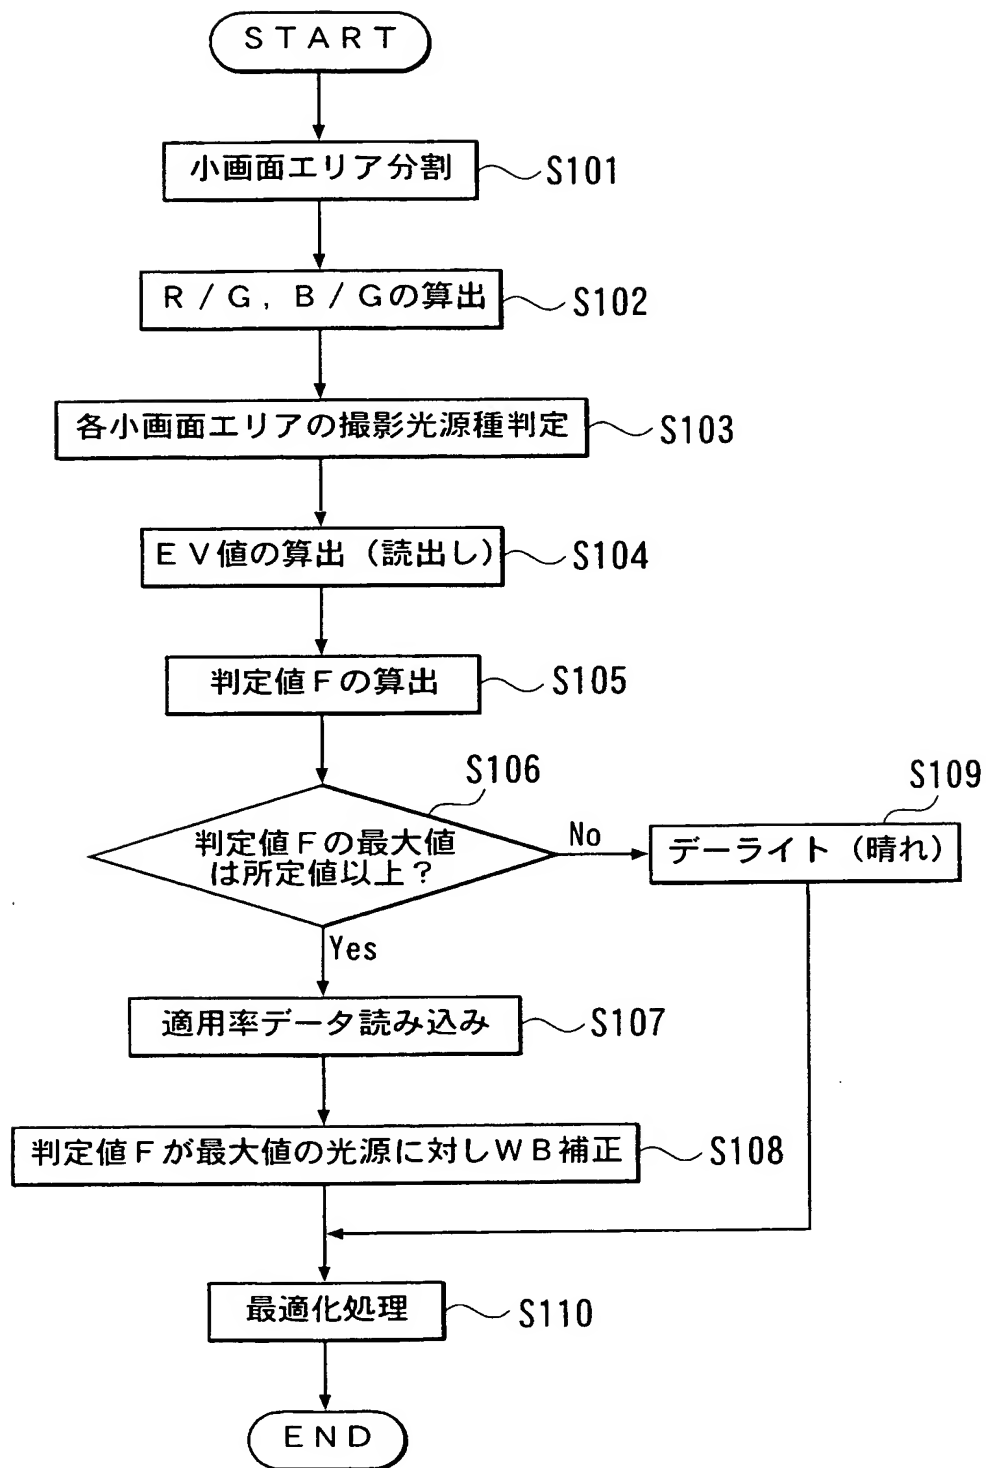 START
小画面エリア分割
S101
R/G, B/Gの算出
S102
各小画面エリアの撮影光源種判定
S103
EV値の算出(読出し)
S104
判定値Fの算出
S105
S106
判定値Fの最大値
は所定値以上?
No
S109
デーライト(晴れ)
Yes
適用率データ読み込み
S107
判定値Fが最大値の光源に対しWB補正
S108
最適化処理
S110
END